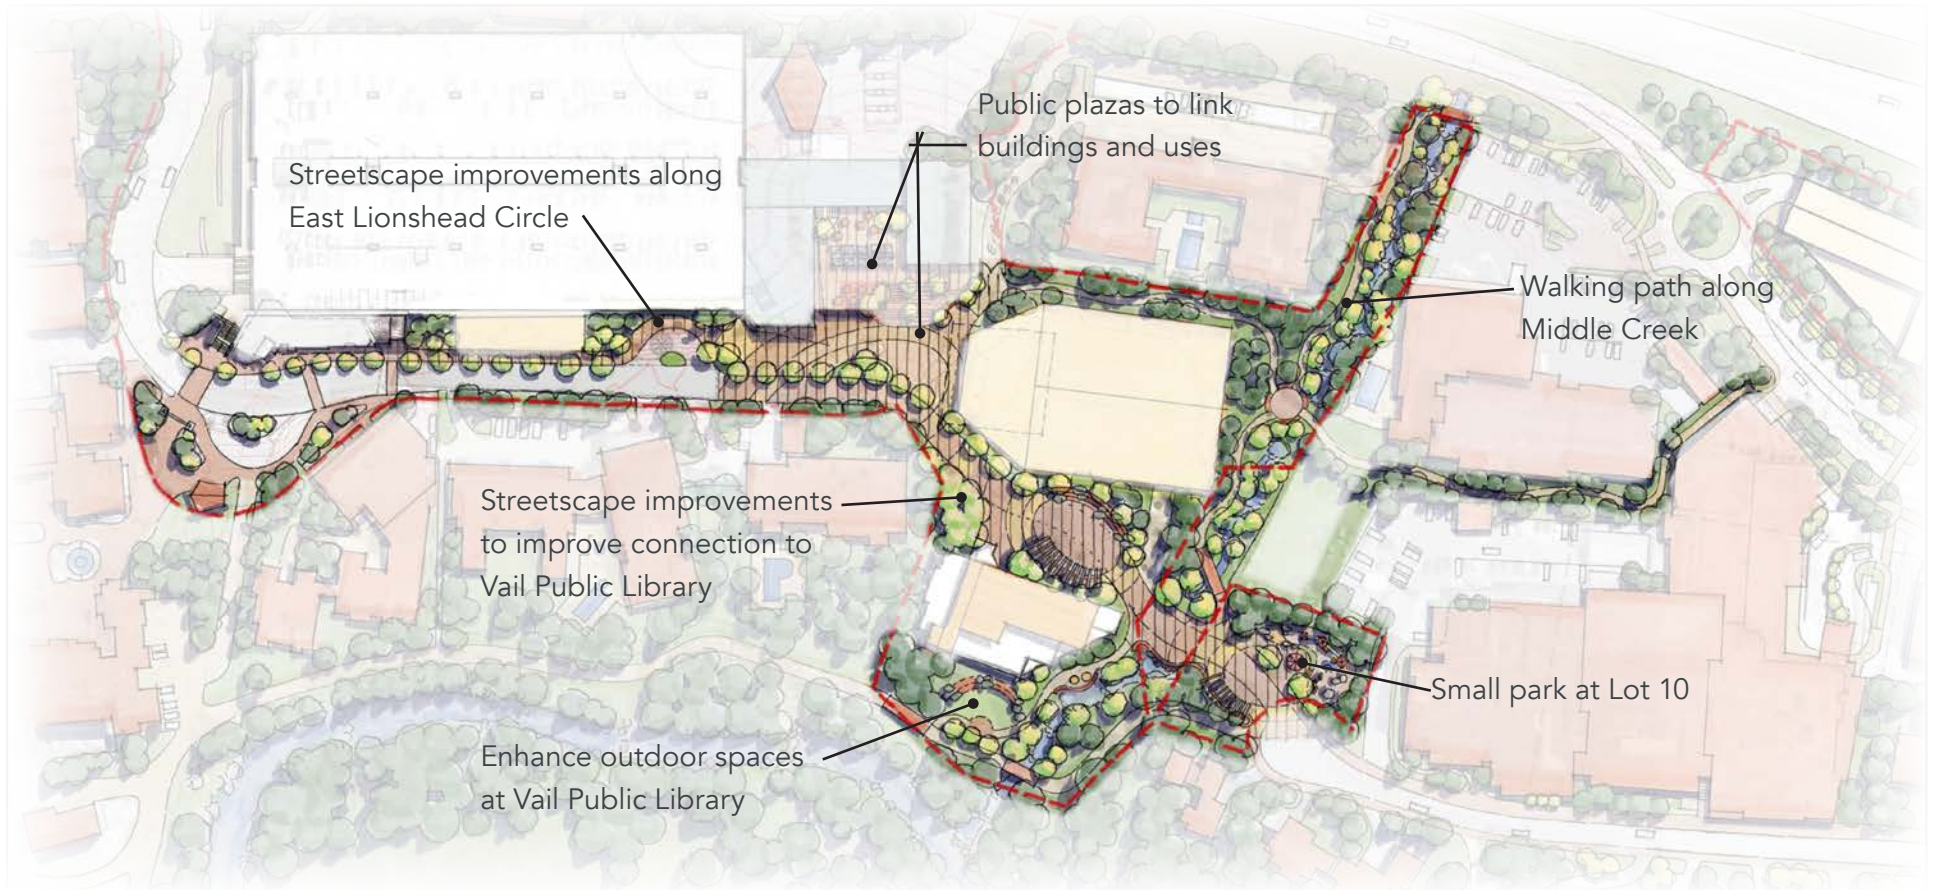 Public plazas to link
buildings and uses
Streetscape improvements along
East Lionshead Circle
Walking path along
Middle Creek
Streetscape improvements
to improve connection to
Vail Public Library
Small park at Lot 10
Enhance outdoor spaces
at Vail Public Library